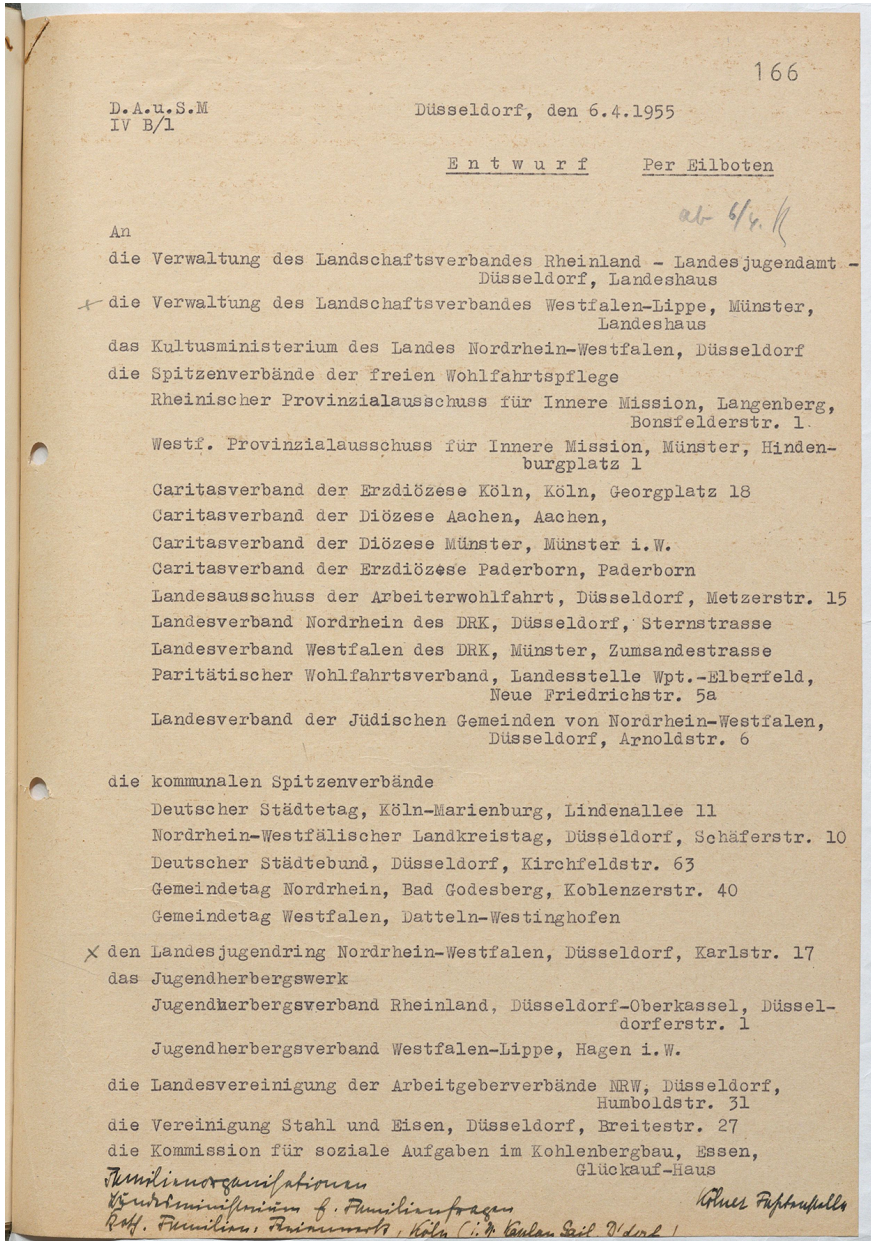 166
D.A.u.S.M Düsseldorf, den 6.4.1955
IV B/1
E n t w u r f Per Eilboten
ab 6/4.
An
die Verwaltung des Landschaftsverbandes Rheinland - Landesjugendamt -
Düsseldorf, Landeshaus
x die Verwaltung des Landschaftsverbandes Westfalen-Lippe, Münster,
Landeshaus
das Kultusministerium des Landes Nordrhein-Westfalen, Düsseldorf
die Spitzenverbände der freien Wohlfahrtspflege
Rheinischer Provinzialausschuss für Innere Mission, Langenberg,
Bonsfelderstr. 1
Westf. Provinzialausschuss für Innere Mission, Münster, Hinden-
burgplatz 1
Caritasverband der Erzdiözese Köln, Köln, Georgplatz 18
Caritasverband der Diözese Aachen, Aachen,
Caritasverband der Diözese Münster, Münster i.W.
Caritasverband der Erzdiözese Paderborn, Paderborn
Landesausschuss der Arbeiterwohlfahrt, Düsseldorf, Metzerstr. 15
Landesverband Nordrhein des DRK, Düsseldorf, Sternstrasse
Landesverband Westfalen des DRK, Münster, Zumsandestrasse
Paritätischer Wohlfahrtsverband, Landesstelle Wpt.-Elberfeld,
Neue Friedrichstr. 5a
Landesverband der Jüdischen Gemeinden von Nordrhein-Westfalen,
Düsseldorf, Arnoldstr. 6
die kommunalen Spitzenverbände
Deutscher Städtetag, Köln-Marienburg, Lindenallee 11
Nordrhein-Westfälischer Landkreistag, Düsseldorf, Schäferstr. 10
Deutscher Städtebund, Düsseldorf, Kirchfeldstr. 63
Gemeindetag Nordrhein, Bad Godesberg, Koblenzerstr. 40
Gemeindetag Westfalen, Datteln-Westinghofen
x den Landesjugendring Nordrhein-Westfalen, Düsseldorf, Karlstr. 17
das Jugendherbergswerk
Jugendherbergsverband Rheinland, Düsseldorf-Oberkassel, Düssel-
dorferstr. 1
Jugendherbergsverband Westfalen-Lippe, Hagen i.W.
die Landesvereinigung der Arbeitgeberverbände NRW, Düsseldorf,
Humboldstr. 31
die Vereinigung Stahl und Eisen, Düsseldorf, Breitestr. 27
die Kommission für soziale Aufgaben im Kohlenbergbau, Essen,
Glückauf-Haus
Familienorganisationen
Bundesministerium f. Familienfragen Kölner
Kath. Familien, Ferienwerk, Köln (i.H. Kaplan D'dorf)